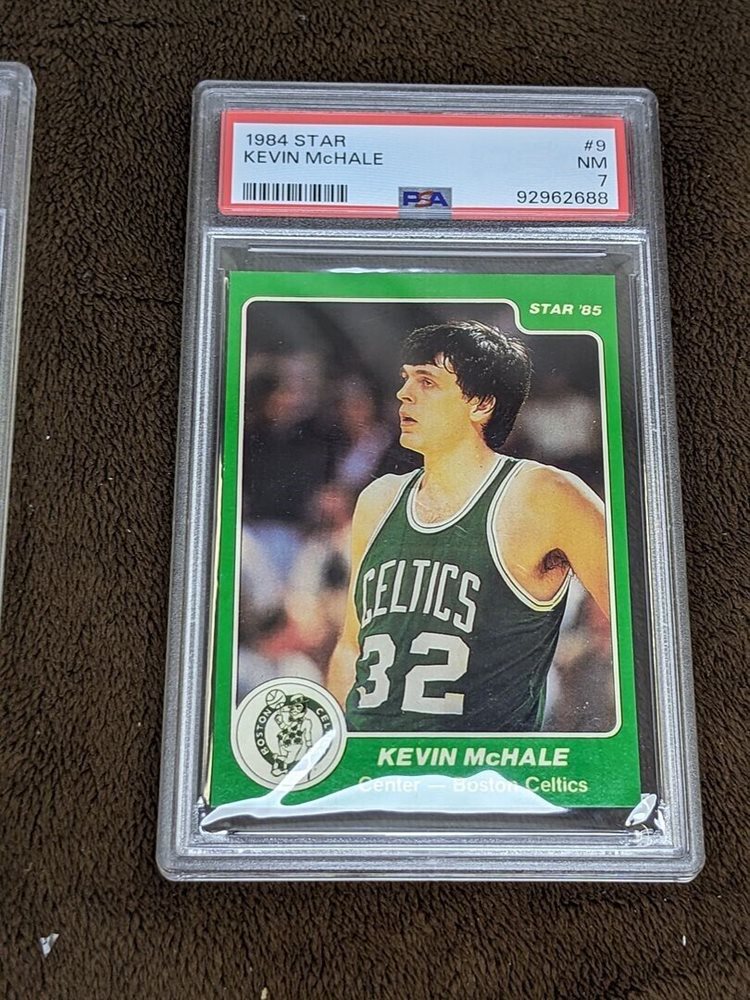 1984 STAR
KEVIN McHALE
#9
NM
7
92962688
PSA
STAR '85
CELTICS
32
BOSTON CEL
KEVIN McHALE
Center — Boston Celtics